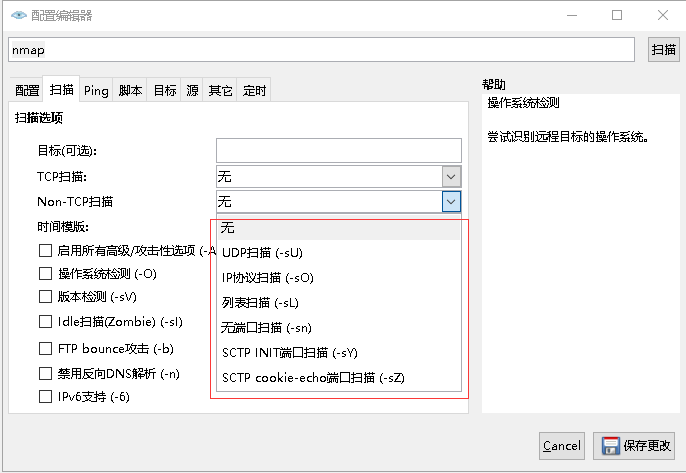 配置编辑器
nmap
扫描
配置 扫描 Ping 脚本 目标 源 其它 定时
扫描选项
目标(可选):
TCP扫描: 无
Non-TCP扫描 无
时间模版:
无
UDP扫描 (-sU)
IP协议扫描 (-sO)
列表扫描 (-sL)
无端口扫描 (-sn)
SCTP INIT端口扫描 (-sY)
SCTP cookie-echo端口扫描 (-sZ)
启用所有高级/攻击性选项 (-A
操作系统检测 (-O)
版本检测 (-sV)
Idle扫描(Zombie) (-sI)
FTP bounce攻击 (-b)
禁用反向DNS解析 (-n)
IPv6支持 (-6)
帮助
操作系统检测
尝试识别远程目标的操作系统。
Cancel
保存更改